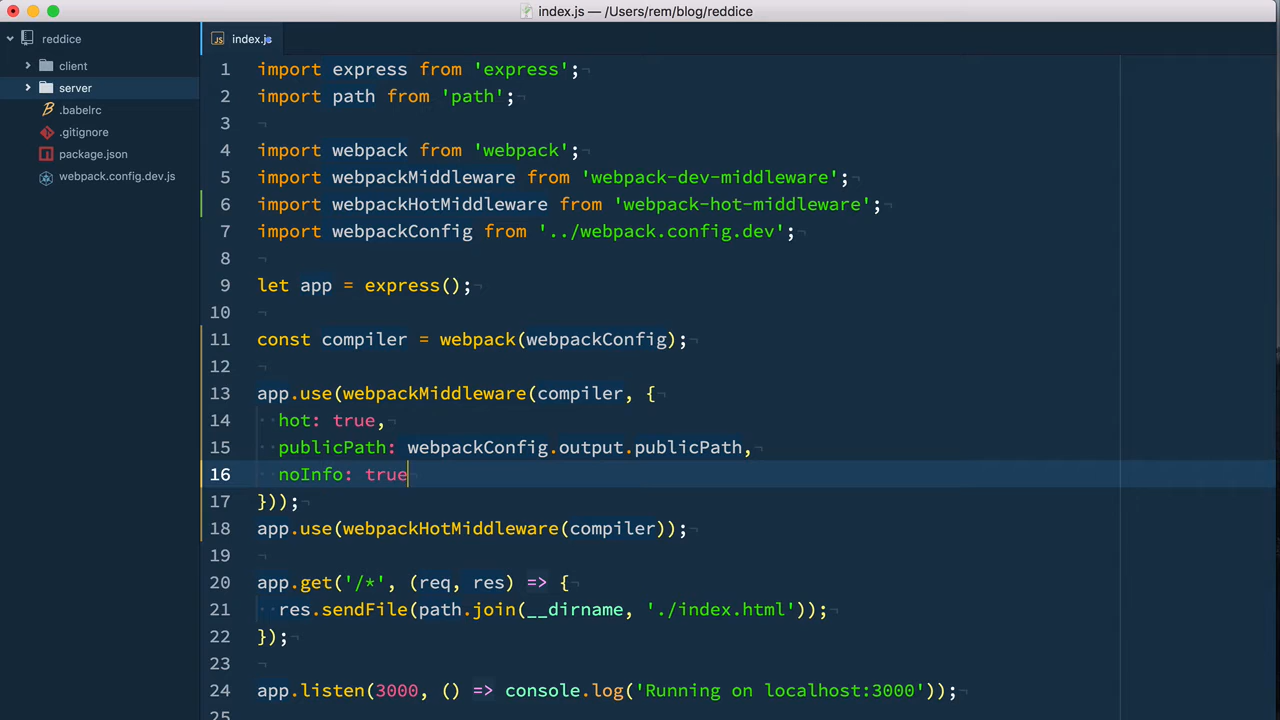 index.js — /Users/rem/blog/reddice
reddice
client
server
.babelrc
.gitignore
package.json
webpack.config.dev.js
index.js
1 import express from 'express';
2 import path from 'path';
3
4 import webpack from 'webpack';
5 import webpackMiddleware from 'webpack-dev-middleware';
6 import webpackHotMiddleware from 'webpack-hot-middleware';
7 import webpackConfig from '../webpack.config.dev';
8
9 let app = express();
10
11 const compiler = webpack(webpackConfig);
12
13 app.use(webpackMiddleware(compiler, {
14   hot: true,
15   publicPath: webpackConfig.output.publicPath,
16   noInfo: true
17 }));
18 app.use(webpackHotMiddleware(compiler));
19
20 app.get('/*', (req, res) => {
21   res.sendFile(path.join(__dirname, './index.html'));
22 });
23
24 app.listen(3000, () => console.log('Running on localhost:3000'));
25